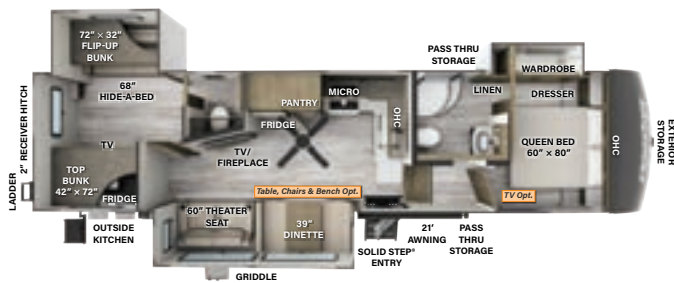 72" × 32"
FLIP-UP
BUNK
68"
HIDE-A-BED
TV
TOP
BUNK
42" × 72"
FRIDGE
LADDER
2" RECEIVER HITCH
OUTSIDE
KITCHEN
PANTRY
MICRO
OHC
FRIDGE
TV/
FIREPLACE
Table, Chairs & Bench Opt.
60" THEATER
SEAT
39"
DINETTE
GRIDDLE
SOLID STEP®
ENTRY
21'
AWNING
PASS
THRU
STORAGE
PASS THRU
STORAGE
LINEN
WARDROBE
DRESSER
QUEEN BED
60" × 80"
TV Opt.
OHC
EXTERIOR
STORAGE